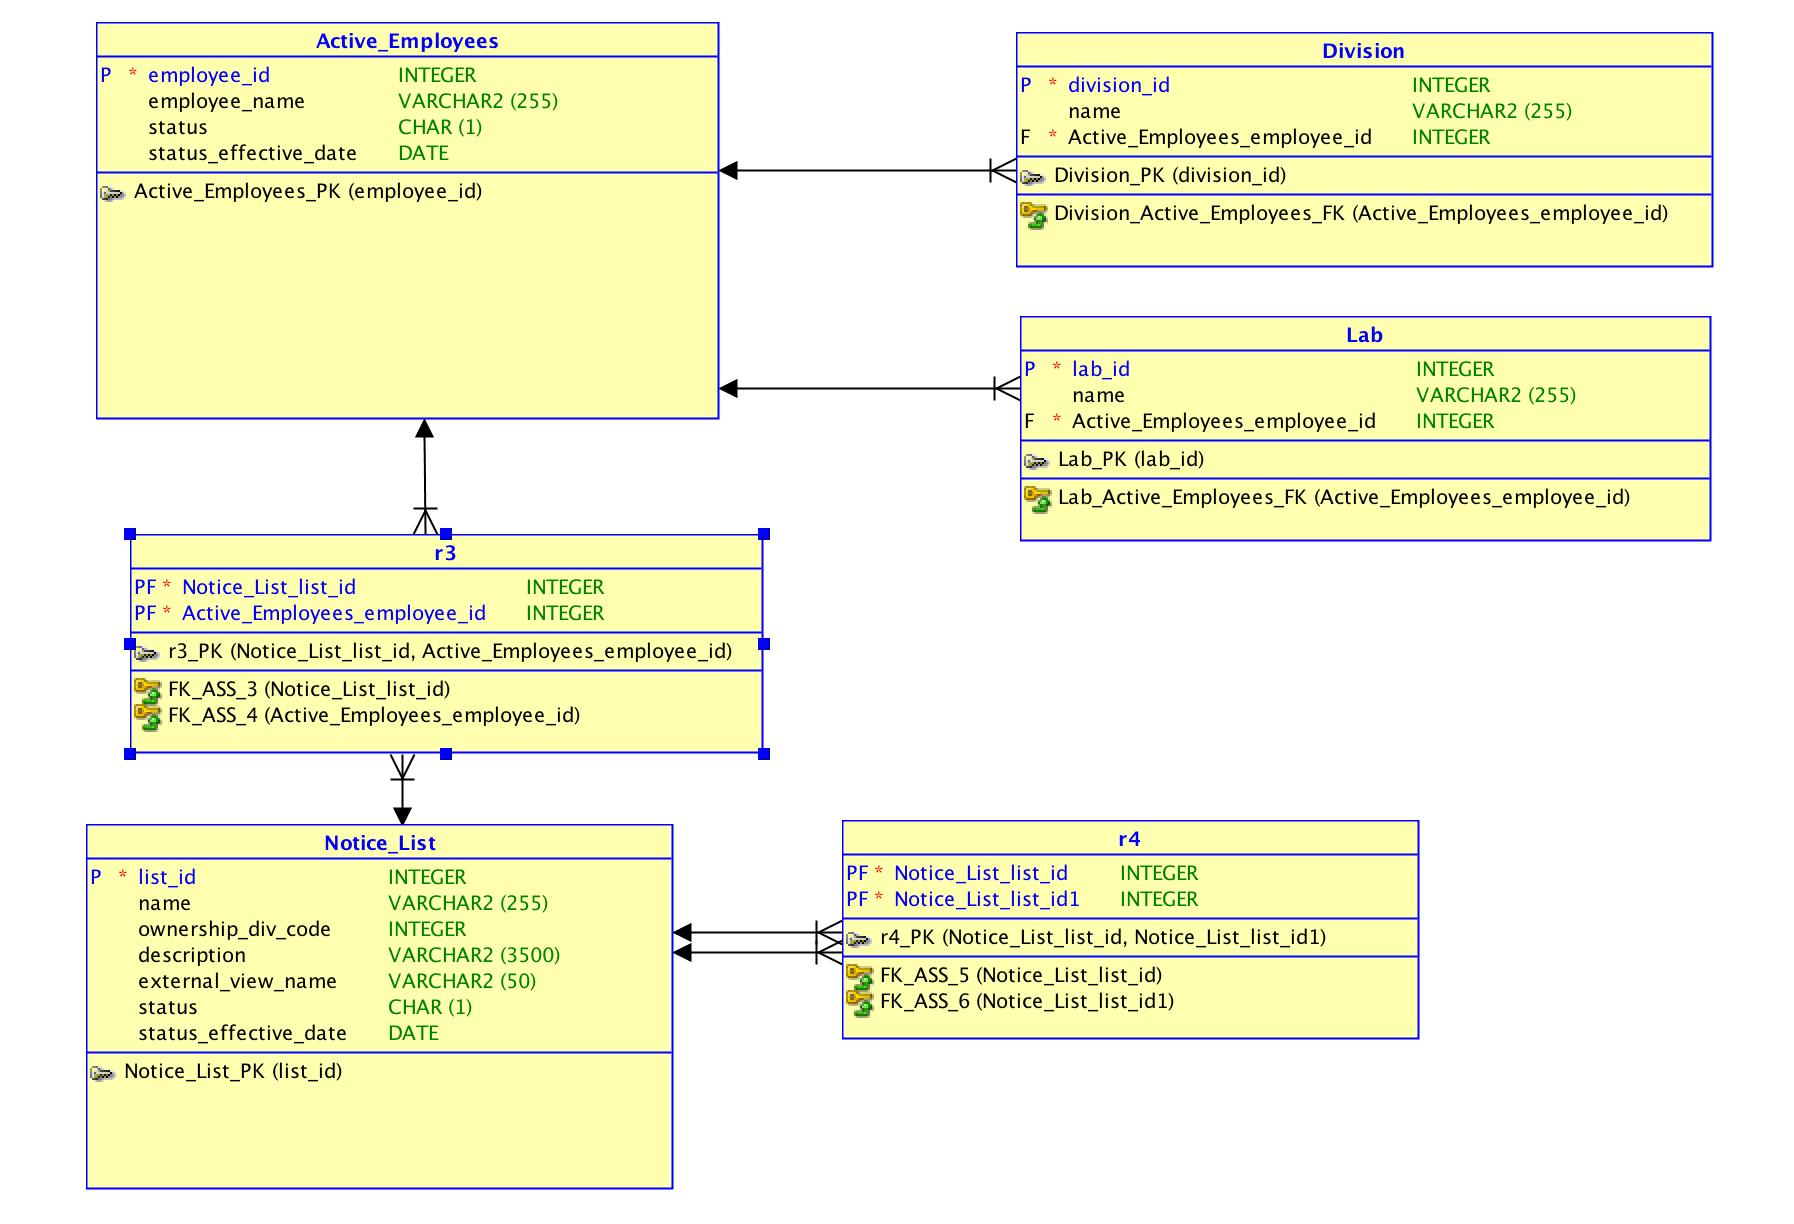 Active_Employees
P * employee_id INTEGER
employee_name VARCHAR2 (255)
status CHAR (1)
status_effective_date DATE
Active_Employees_PK (employee_id)
Division
P * division_id INTEGER
name VARCHAR2 (255)
F * Active_Employees_employee_id INTEGER
Division_PK (division_id)
Division_Active_Employees_FK (Active_Employees_employee_id)
Lab
P * lab_id INTEGER
name VARCHAR2 (255)
F * Active_Employees_employee_id INTEGER
Lab_PK (lab_id)
Lab_Active_Employees_FK (Active_Employees_employee_id)
r3
PF * Notice_List_list_id INTEGER
PF * Active_Employees_employee_id INTEGER
r3_PK (Notice_List_list_id, Active_Employees_employee_id)
FK_ASS_3 (Notice_List_list_id)
FK_ASS_4 (Active_Employees_employee_id)
Notice_List
P * list_id INTEGER
name VARCHAR2 (255)
ownership_div_code INTEGER
description VARCHAR2 (3500)
external_view_name VARCHAR2 (50)
status CHAR (1)
status_effective_date DATE
Notice_List_PK (list_id)
r4
PF * Notice_List_list_id INTEGER
PF * Notice_List_list_id1 INTEGER
r4_PK (Notice_List_list_id, Notice_List_list_id1)
FK_ASS_5 (Notice_List_list_id)
FK_ASS_6 (Notice_List_list_id1)